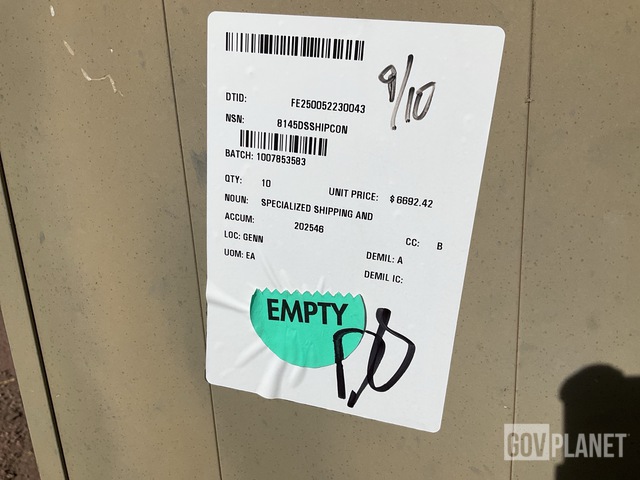 9/10
DTID: FE250052230043
NSN: 8145DSSHIPCON
BATCH: 1007853583
QTY: 10 UNIT PRICE: $ 6692.42
NOUN: SPECIALIZED SHIPPING AND
ACCUM: 202546 CC: B
LOC: GENN DEMIL: A
UOM: EA DEMIL IC:
EMPTY
GOVPLANET